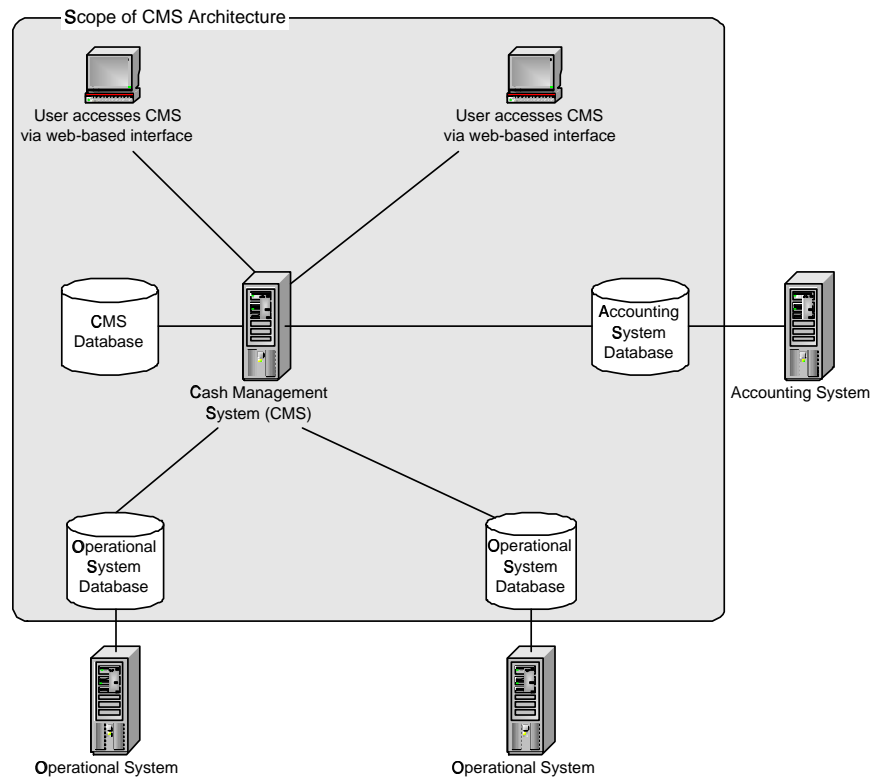 Scope of CMS Architecture
User accesses CMS
via web-based interface
User accesses CMS
via web-based interface
CMS
Database
Accounting
System
Database
Cash Management
System (CMS)
Accounting System
Operational
System
Database
Operational
System
Database
Operational System
Operational System